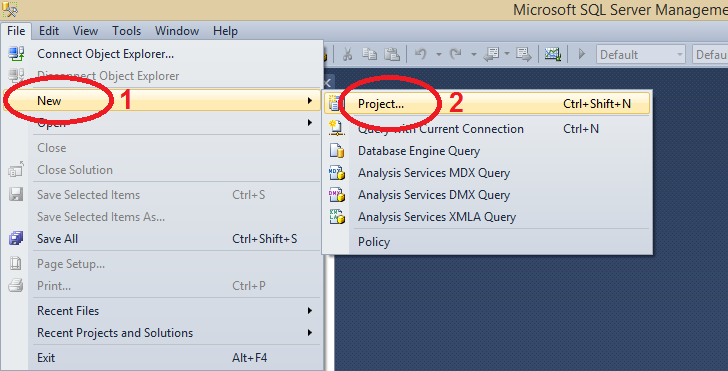 Microsoft SQL Server Manageme
File Edit View Tools Window Help
Connect Object Explorer...
Disconnect Object Explorer
New 1
Open
Close
Close Solution
Save Selected Items Ctrl+S
Save Selected Items As...
Save All Ctrl+Shift+S
Page Setup...
Print... Ctrl+P
Recent Files
Recent Projects and Solutions
Exit Alt+F4
Default Defau
Project... 2 Ctrl+Shift+N
Query with Current Connection Ctrl+N
Database Engine Query
MDX Analysis Services MDX Query
DMX Analysis Services DMX Query
Analysis Services XMLA Query
Policy